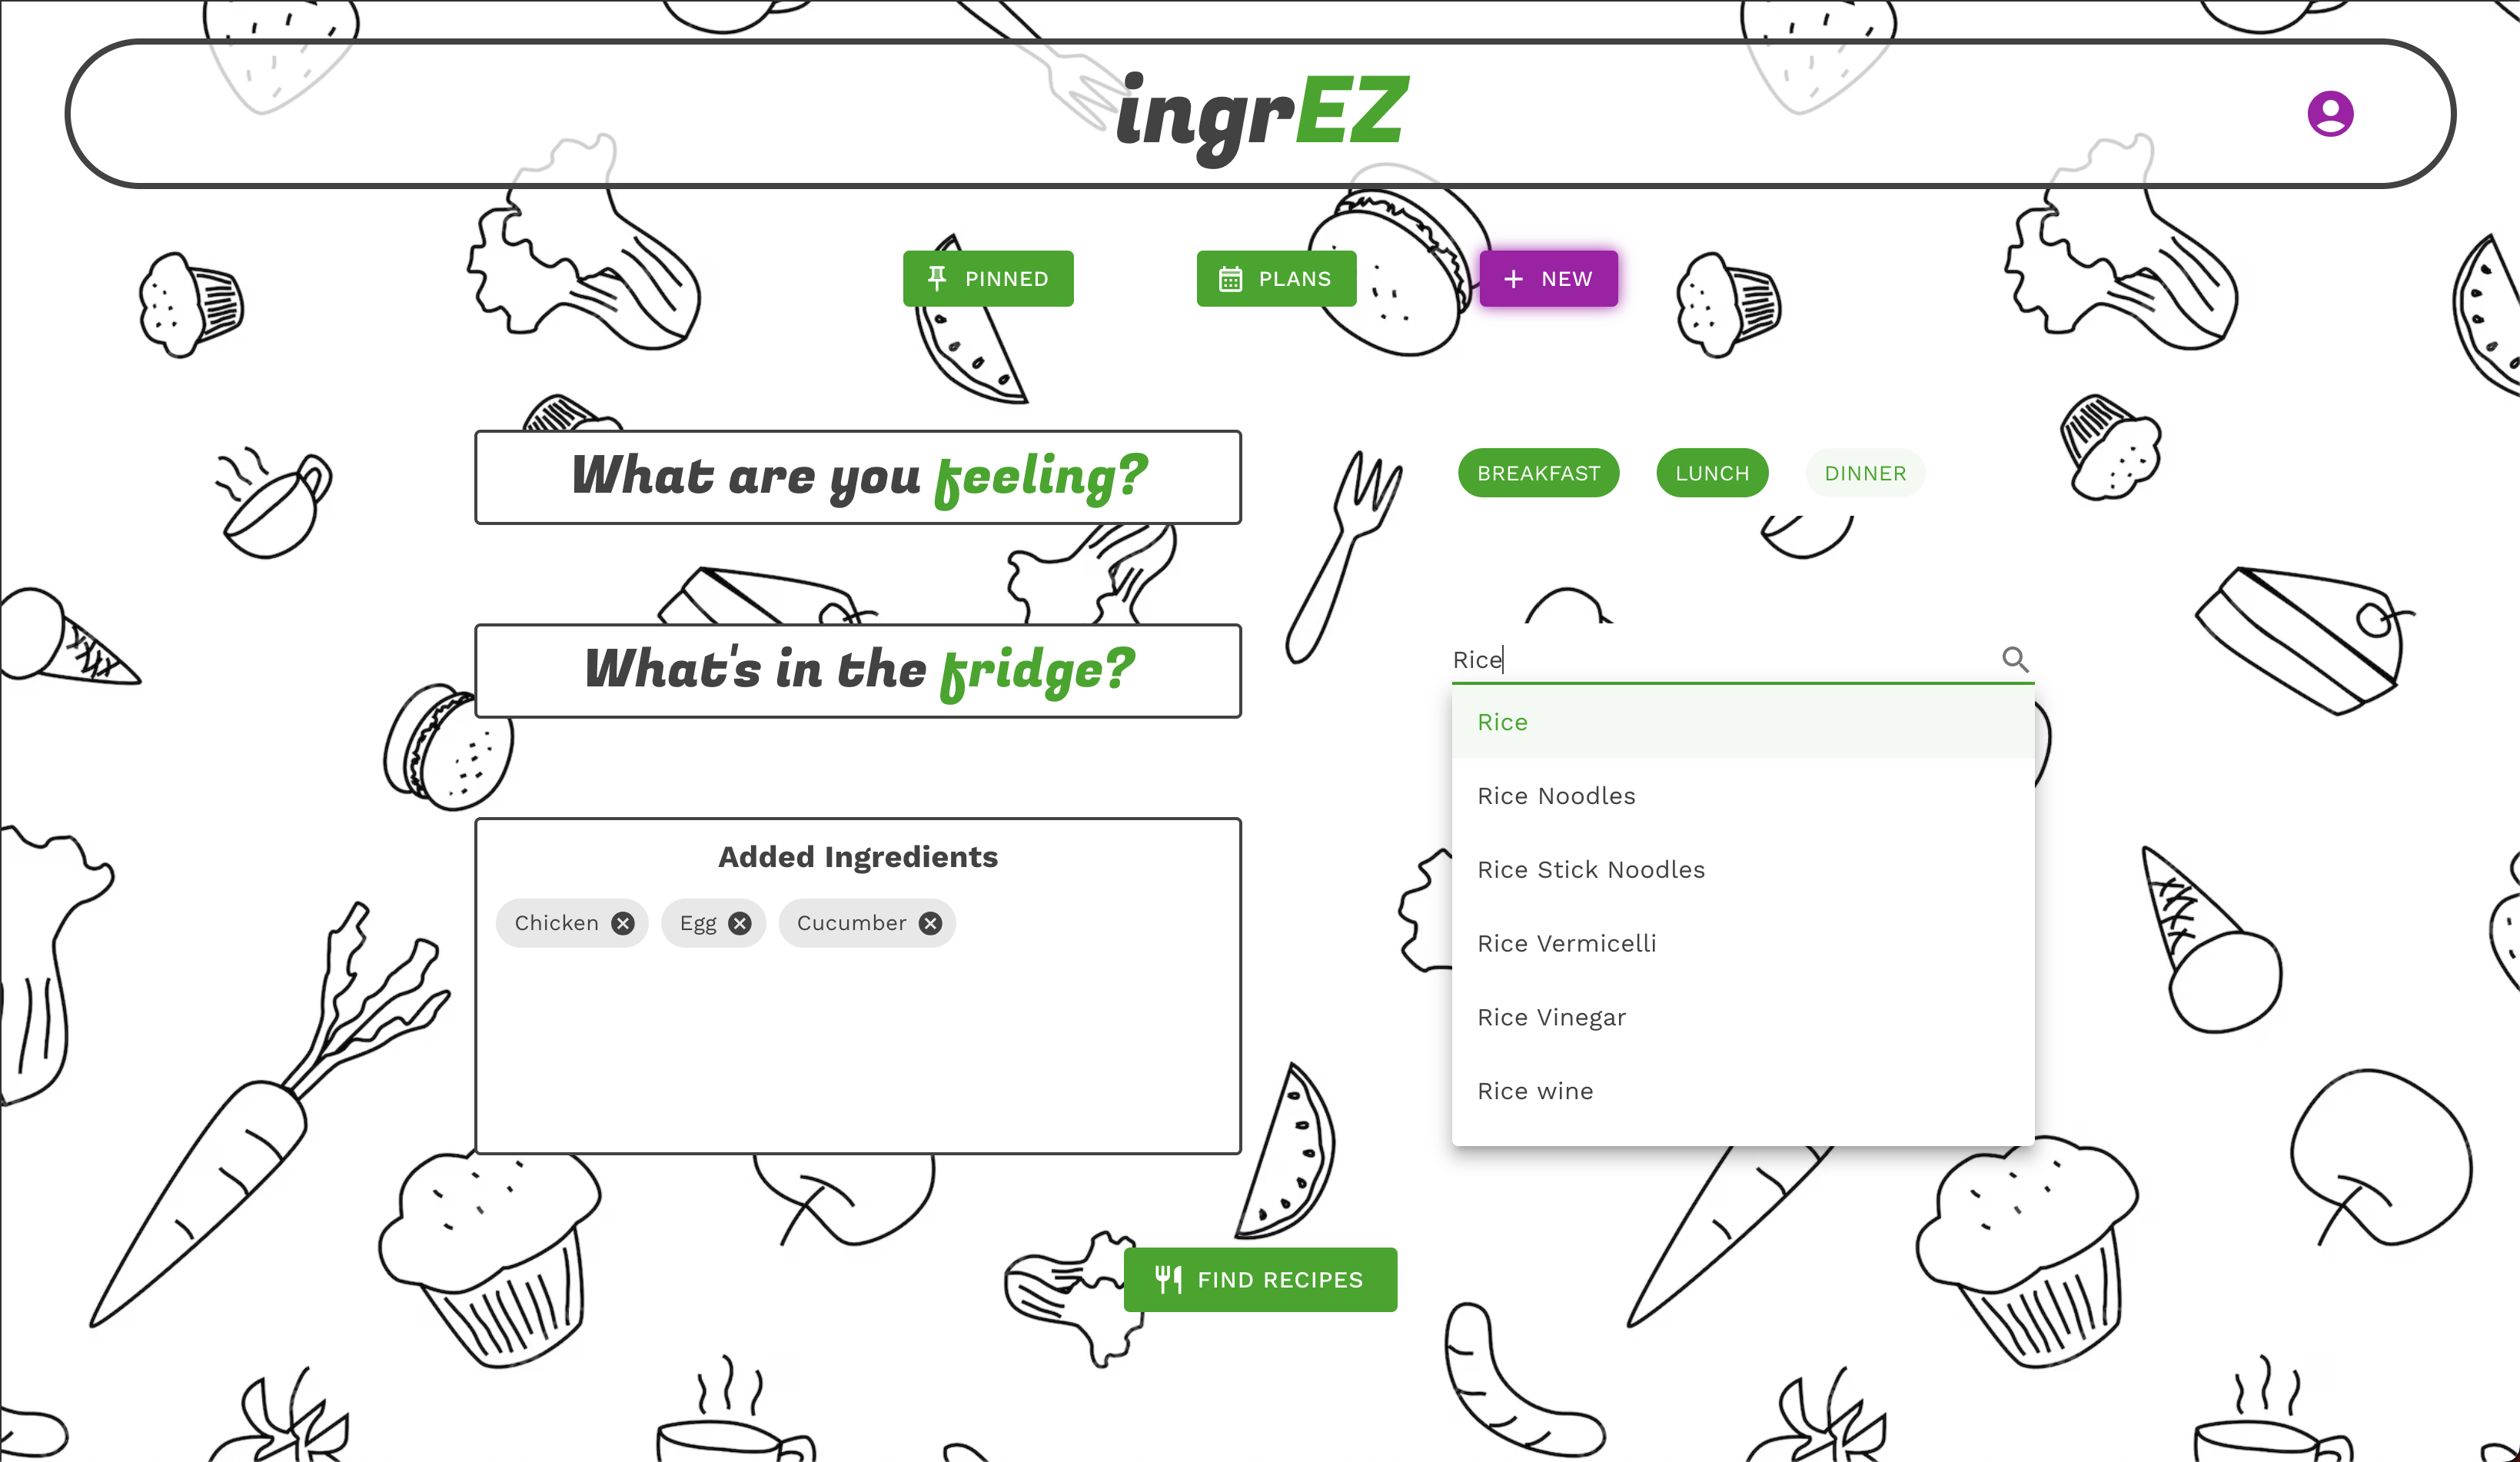 ingrEZ
PINNED
PLANS
NEW
What are you feeling?
BREAKFAST
LUNCH
DINNER
What's in the fridge?
Rice
Rice
Rice Noodles
Rice Stick Noodles
Rice Vermicelli
Rice Vinegar
Rice wine
Added Ingredients
Chicken
Egg
Cucumber
FIND RECIPES